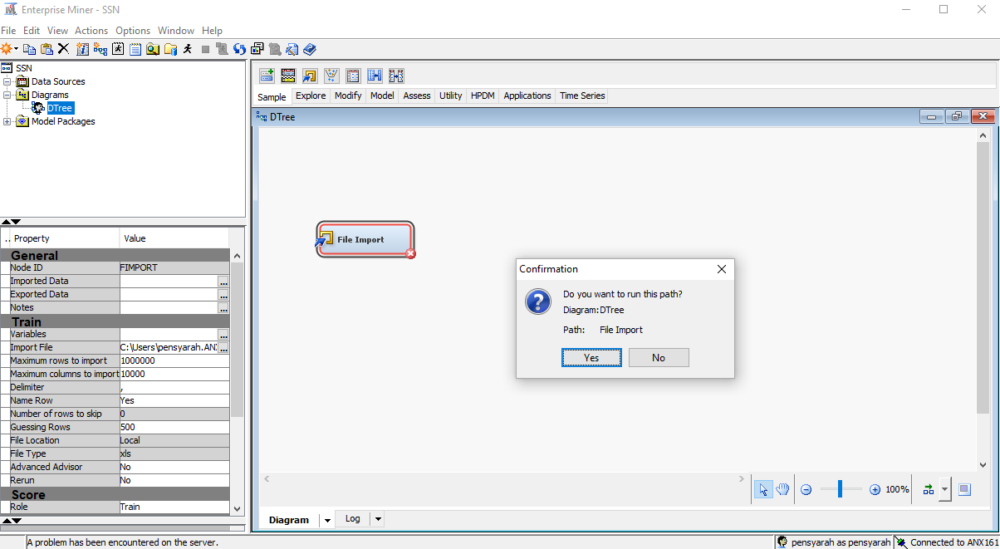 Enterprise Miner - SSN
File Edit View Actions Options Window Help
SSN
Data Sources
Diagrams
DTree
Model Packages
.. Property Value
General
Node ID FIMPORT
Imported Data ...
Exported Data ...
Notes ...
Train
Variables ...
Import File C:\Users\pensyarah.AN ...
Maximum rows to import 1000000
Maximum columns to import 10000
Delimiter ,
Name Row Yes
Number of rows to skip 0
Guessing Rows 500
File Location Local
File Type xls
Advanced Advisor No
Rerun No
Score
Role Train
Sample Explore Modify Model Assess Utility HPDM Applications Time Series
DTree
File Import
Confirmation
Do you want to run this path?
Diagram: DTree
Path: File Import
Yes No
100%
Diagram Log
A problem has been encountered on the server.
pensyarah as pensyarah Connected to ANX161